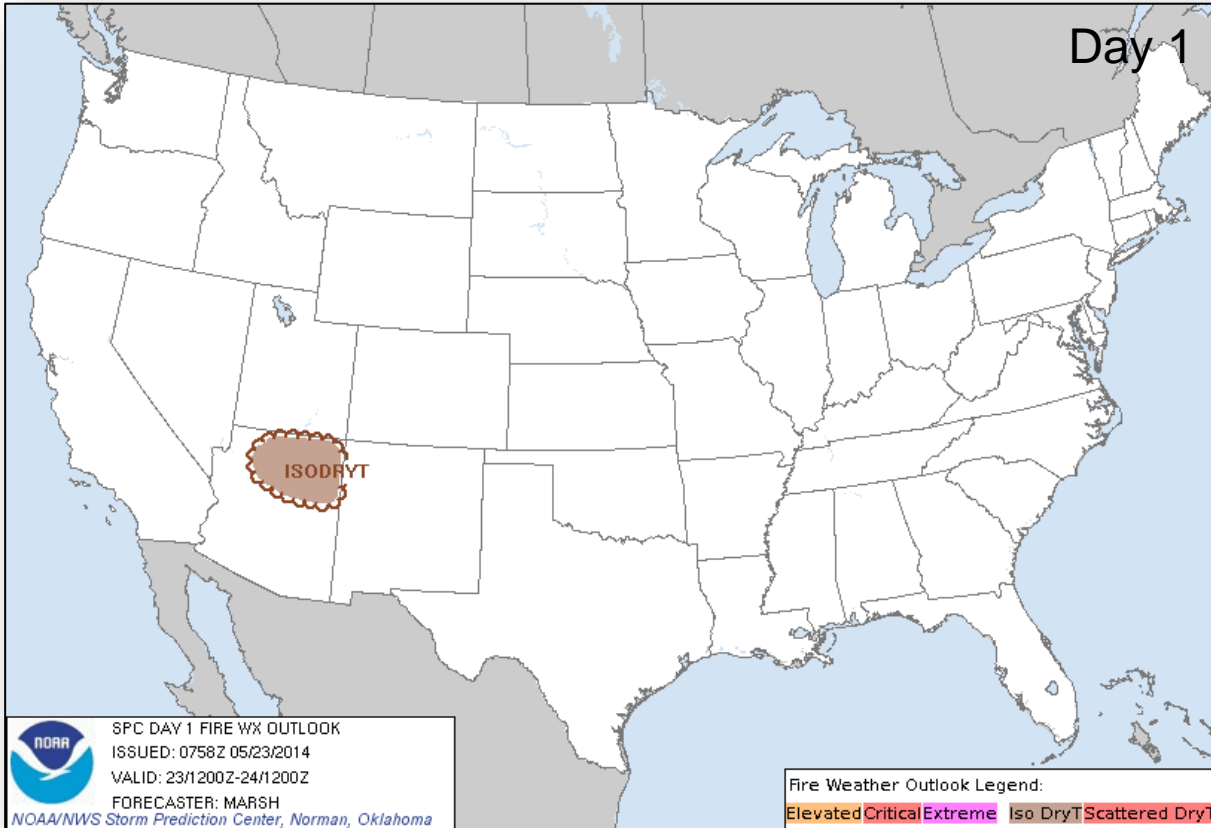 Day 1
ISODRYT
NOAA
SPC DAY 1 FIRE WX OUTLOOK
ISSUED: 0758Z 05/23/2014
VALID: 23/1200Z-24/1200Z
FORECASTER: MARSH
NOAA/NWS Storm Prediction Center, Norman, Oklahoma
Fire Weather Outlook Legend:
Elevated Critical Extreme Iso DryT Scattered DryT